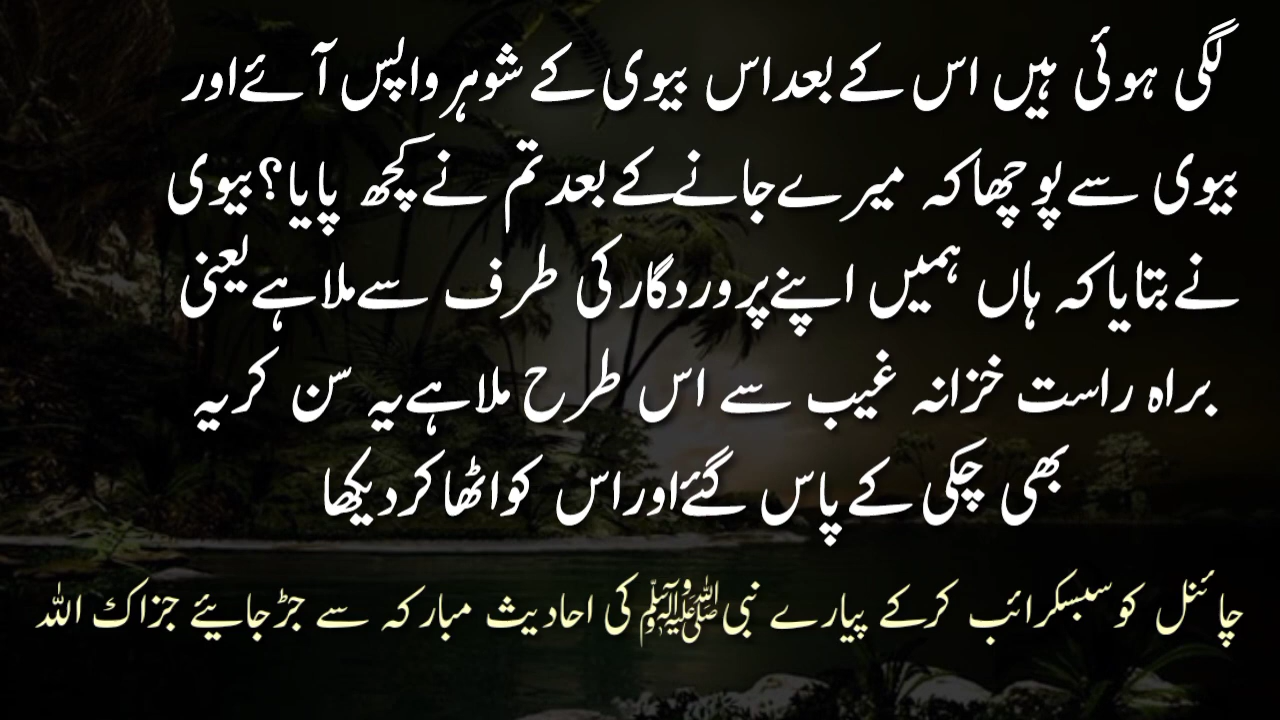 لگی ہوئی ہیں اس کے بعد اس بیوی کے شوہر واپس آئے اور
بیوی سے پوچھا کہ میرے جانے کے بعد تم نے کچھ پایا؟ بیوی
نے بتایا کہ ہاں ہمیں اپنے پروردگار کی طرف سے ملا ہے یعنی
براہ راست خزانہ غیب سے اس طرح ملا ہے یہ سن کر یہ
بھی چکی کے پاس گئے اور اس کو اٹھا کر دیکھا
چائنل کو سبسکرائب کرکے پیارے نبی ﷺ کی احادیث مبارکہ سے جڑ جایئے جزاک اللہ